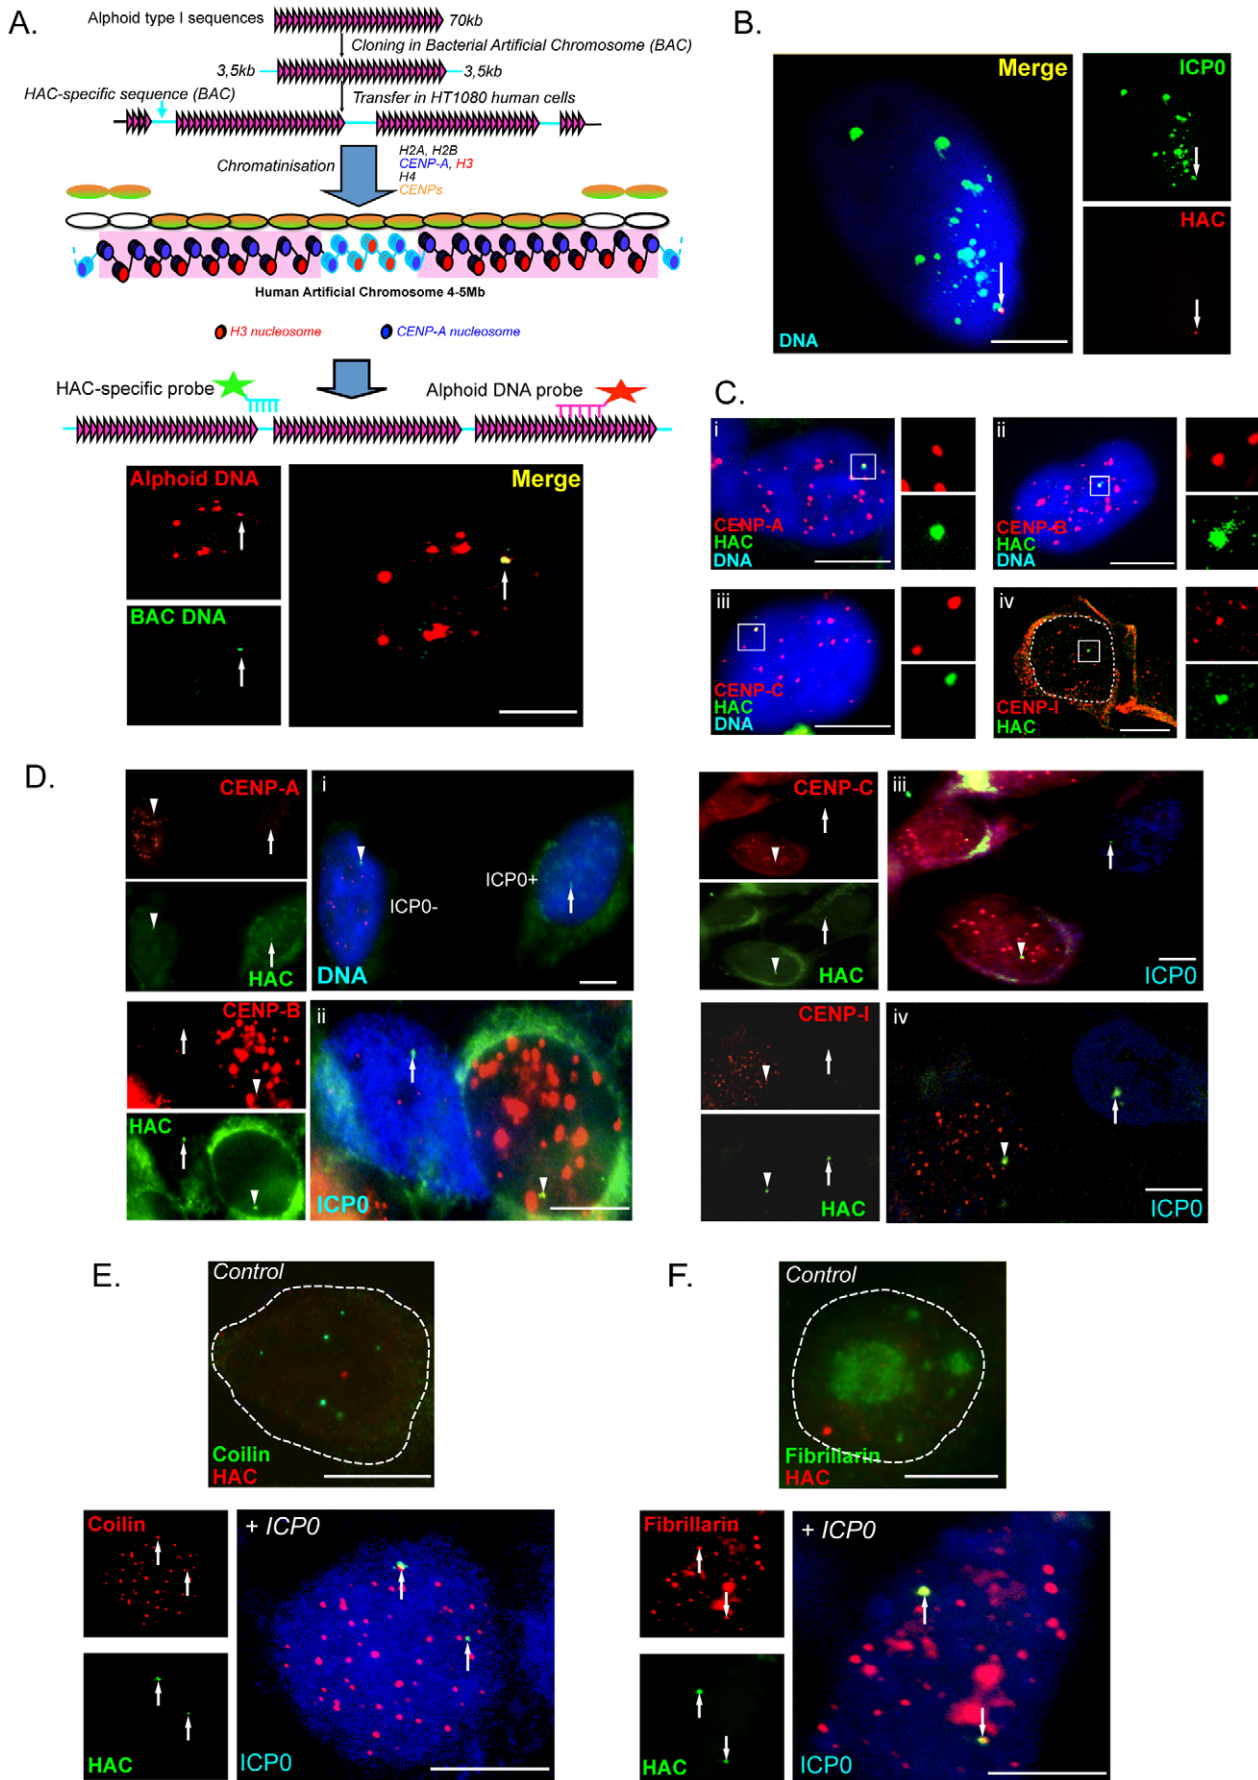 A.
Alphoid type I sequences
70kb
Cloning in Bacterial Artificial Chromosome (BAC)
3,5kb
3,5kb
HAC-specific sequence (BAC)
Transfer in HT1080 human cells
Chromatinisation
H2A, H2B
CENP-A, H3
H4
CENPs
Human Artificial Chromosome 4-5Mb
H3 nucleosome
CENP-A nucleosome
HAC-specific probe
Alphoid DNA probe
Alphoid DNA
BAC DNA
Merge
B.
Merge
DNA
ICP0
HAC
C.
i
CENP-A
HAC
DNA
ii
CENP-B
HAC
DNA
iii
CENP-C
HAC
DNA
iv
CENP-I
HAC
D.
CENP-A
HAC
i
ICP0-
ICP0+
DNA
CENP-B
HAC
ii
ICP0
CENP-C
HAC
iii
ICP0
CENP-I
HAC
iv
ICP0
E.
Control
Coilin
HAC
Coilin
HAC
+ ICP0
ICP0
F.
Control
Fibrillarin
HAC
Fibrillarin
HAC
+ ICP0
ICP0